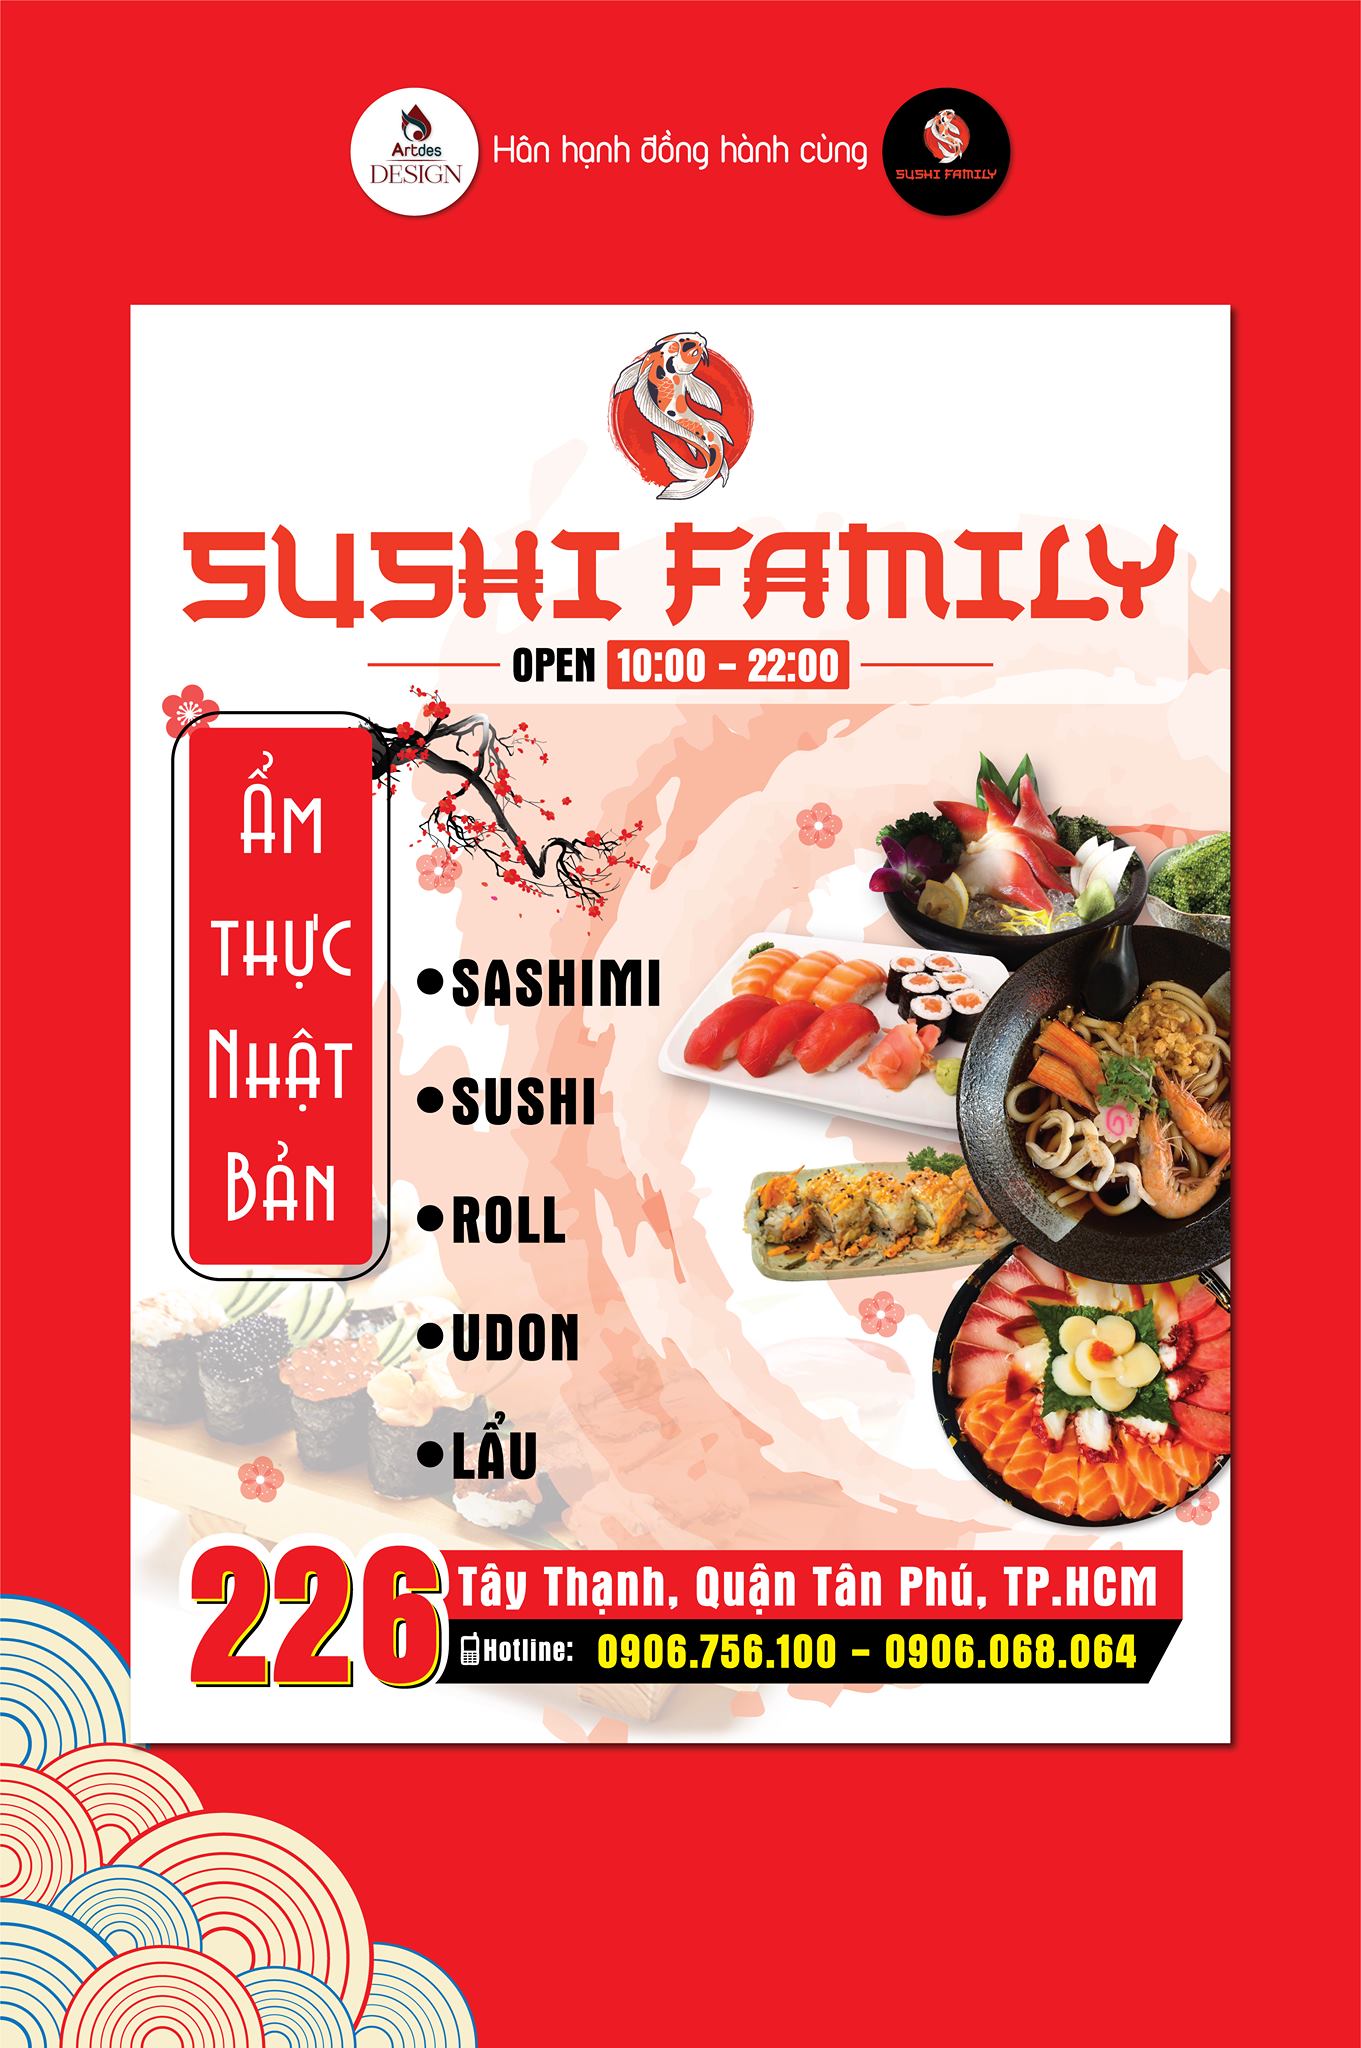 Artdes
DESIGN
Hân hạnh đồng hành cùng
SUSHI FAMILY
SUSHI FAMILY
OPEN 10:00 - 22:00
ẨM
THỰC
NHẬT
BẢN
•SASHIMI
•SUSHI
•ROLL
•UDON
•LẨU
226 Tây Thạnh, Quận Tân Phú, TP.HCM
Hotline: 0906.756.100 - 0906.068.064